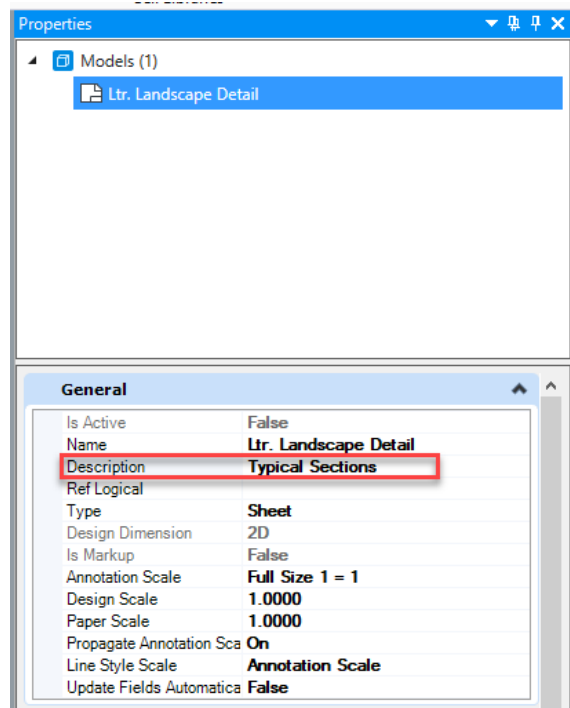 Properties
Models (1)
Ltr. Landscape Detail
General
Is Active False
Name Ltr. Landscape Detail
Description Typical Sections
Ref Logical
Type Sheet
Design Dimension 2D
Is Markup False
Annotation Scale Full Size 1 = 1
Design Scale 1.0000
Paper Scale 1.0000
Propagate Annotation Sca On
Line Style Scale Annotation Scale
Update Fields Automatica False